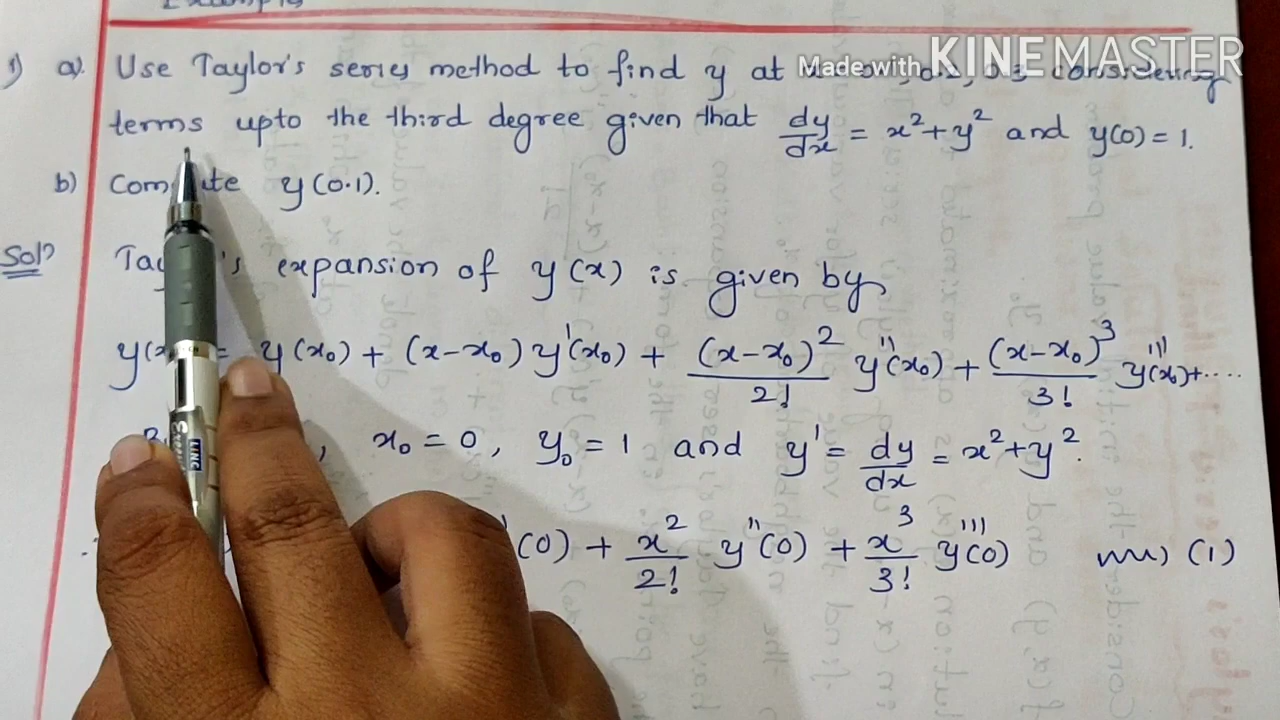 Example
1) a) Use Taylor's series method to find y at considering
terms upto the third degree given that dy/dx = x² + y² and y(0) = 1.
b) y(0.1).
Solⁿ expansion of y(x) is given by
= y(x₀) + (x-x₀) y'(x₀) + (x-x₀)²/2! y''(x₀) + (x-x₀)³/3! y'''(x₀) + ....
, x₀ = 0, y₀ = 1 and y' = dy/dx = x² + y².
'(0) + x²/2! y''(0) + x³/3! y'''(0) (1)
Made with KINEMASTER